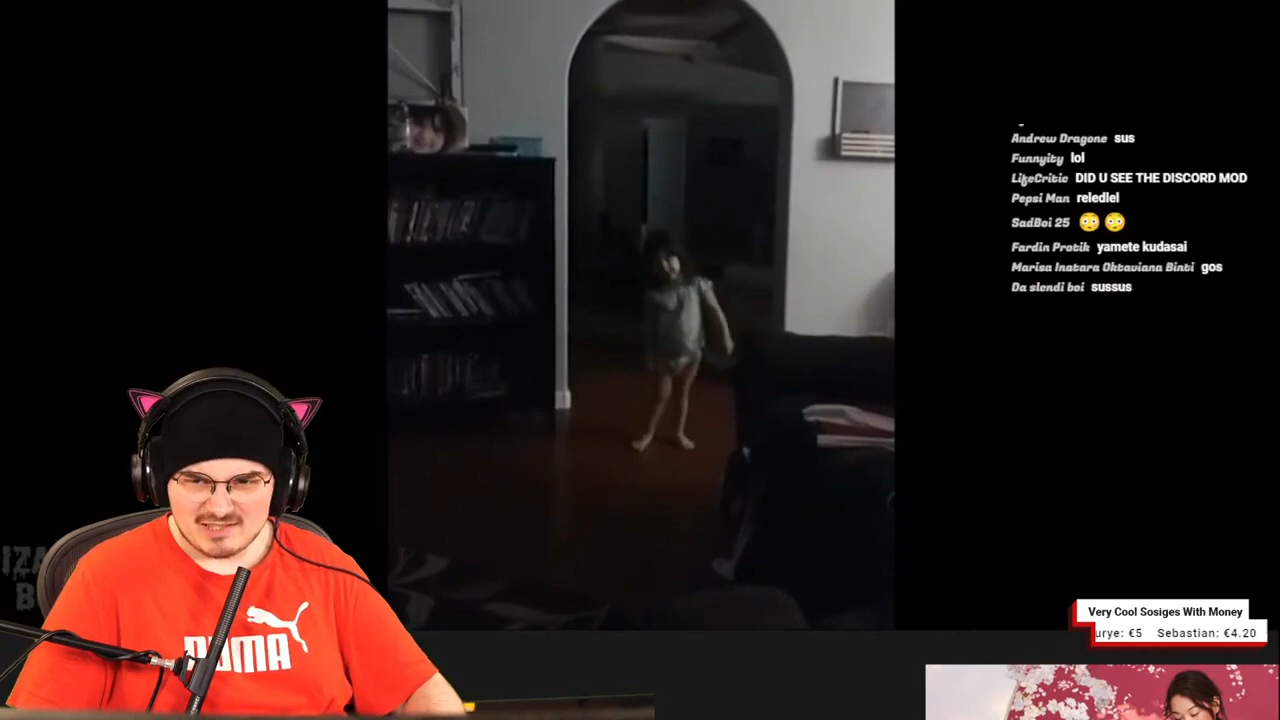 Andrew Dragone sus
Funnyity lol
LifeCritic DID U SEE THE DISCORD MOD
Pepsi Man reledlel
SadBoi 25 😳 😳
Fardin Protik yamete kudasai
Marisa Inatara Oktaviana Binti gos
Da slendi boi sussus
IZA
B
PUMA
Very Cool Sosiges With Money
urye: €5 Sebastian: €4.20